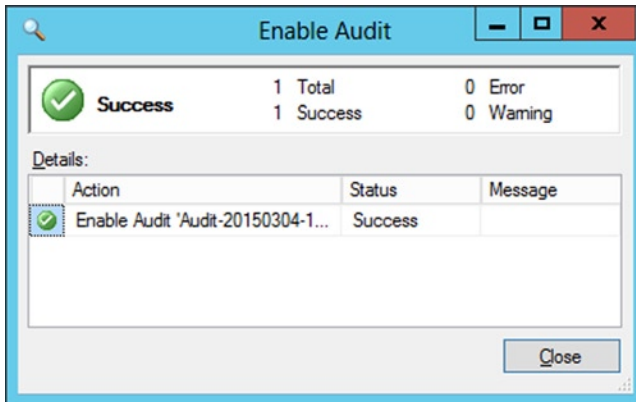 Enable Audit
Success
1 Total
0 Error
1 Success
0 Warning
Details:
Action Status Message
Enable Audit 'Audit-20150304-1... Success
Close